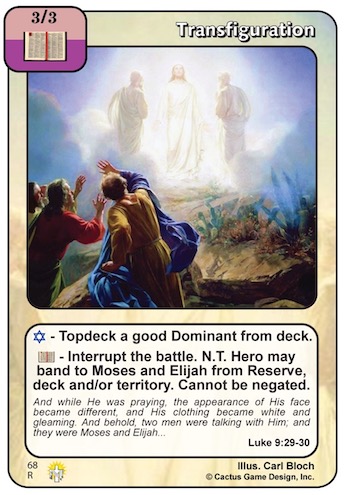 3/3
Transfiguration
- Topdeck a good Dominant from deck.
- Interrupt the battle. N.T. Hero may
band to Moses and Elijah from Reserve,
deck and/or territory. Cannot be negated.
And while He was praying, the appearance of His face
became different, and His clothing became white and
gleaming. And behold, two men were talking with Him; and
they were Moses and Elijah...
Luke 9:29-30
68
R
Illus. Carl Bloch
© Cactus Game Design, Inc.